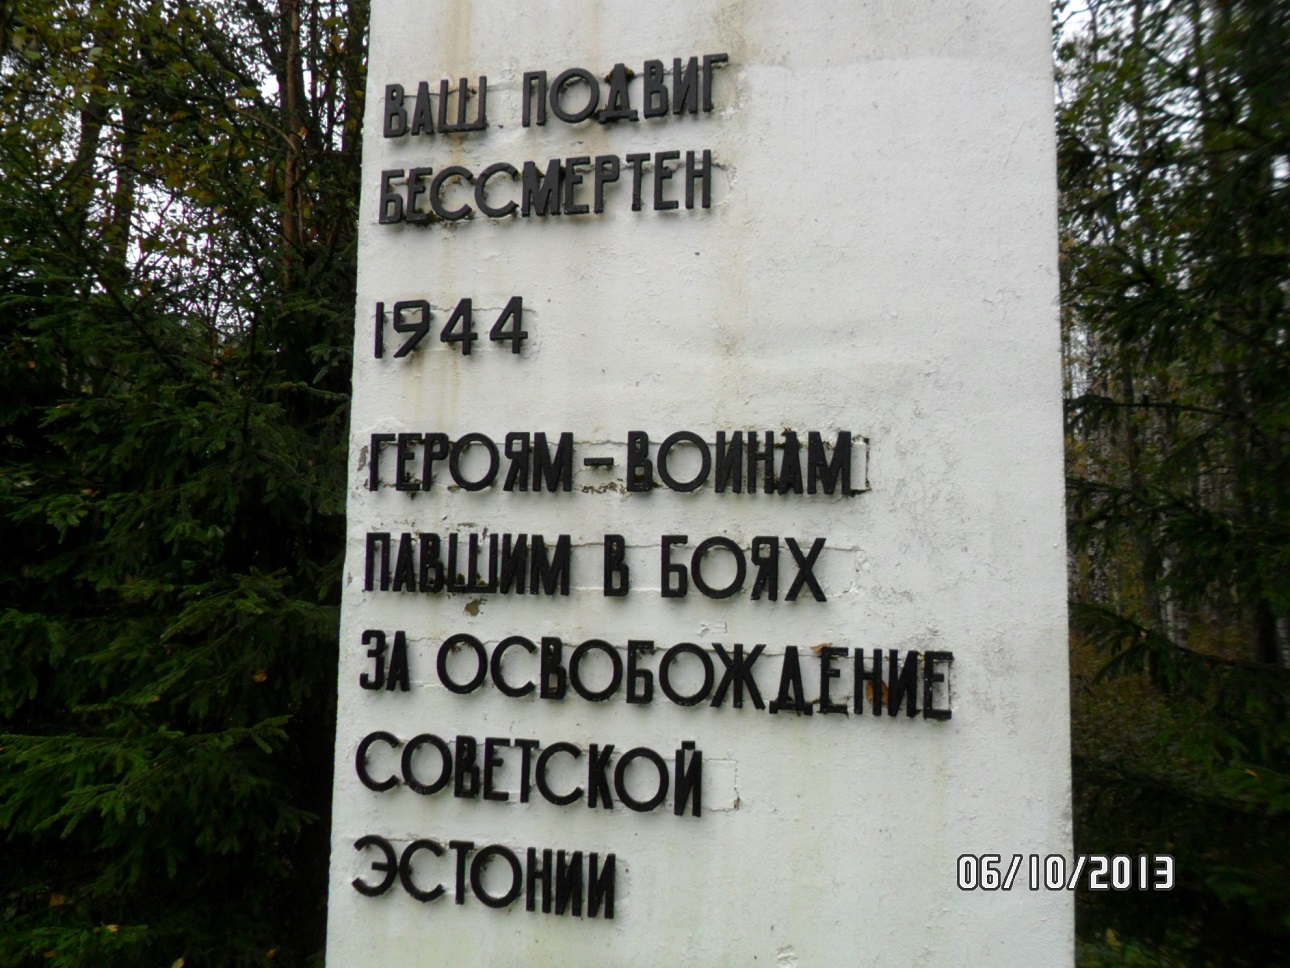 ВАШ ПОДВИГ
БЕССМЕРТЕН
1944
ГЕРОЯМ-ВОИНАМ
ПАВШИМ В БОЯХ
ЗА ОСВОБОЖДЕНИЕ
СОВЕТСКОЙ
ЭСТОНИИ
06/10/2013